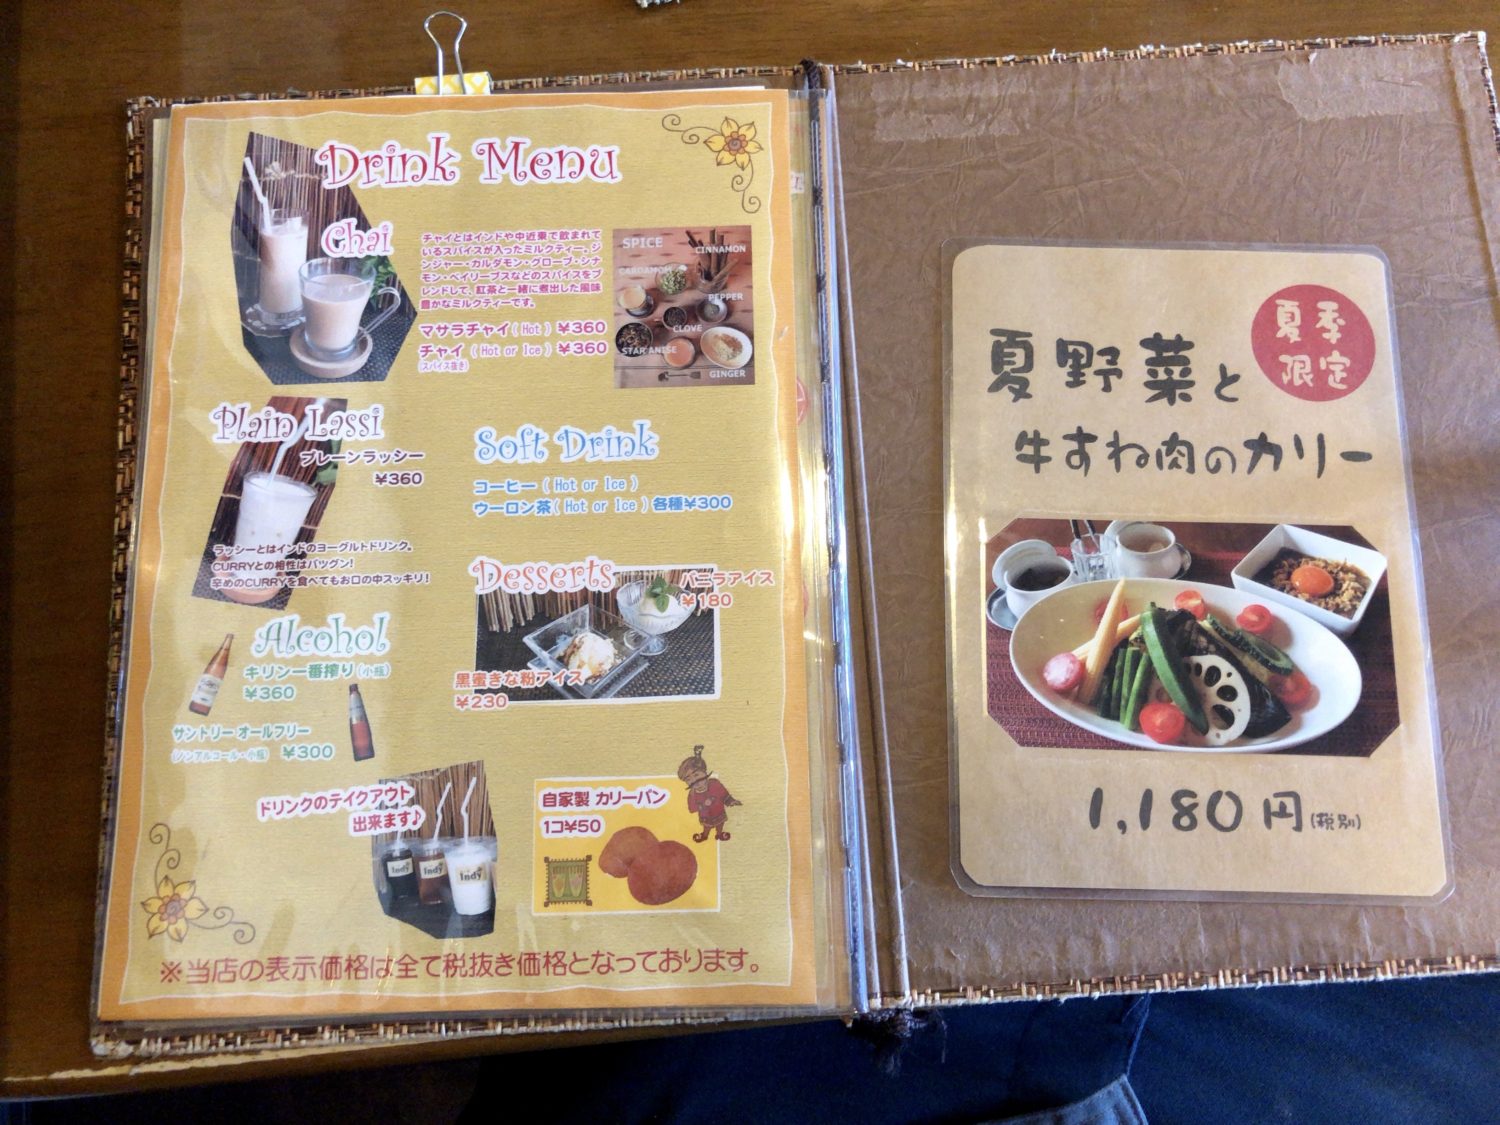 Drink Menu
Chai
チャイとはインドや中近東で飲まれて
いるスパイスが入ったミルクティー。ジ
ンジャー・カルダモン・グローブ・シナ
モン・ベイリーブスなどのスパイスをブ
レンドして、紅茶と一緒に煮出した風味
豊かなミルクティーです。
マサラチャイ ( Hot ) ¥360
チャイ ( Hot or Ice ) ¥360
(スパイス抜き)
SPICE
CINNAMON
CARDAMOM
PEPPER
CLOVE
STAR ANISE
GINGER
Plain Lassi
プレーンラッシー
¥360
ラッシーとはインドのヨーグルトドリンク。
CURRYとの相性はバツグン!
辛めのCURRYを食べてもお口の中スッキリ!
Soft Drink
コーヒー ( Hot or Ice )
ウーロン茶 ( Hot or Ice ) 各種¥300
Desserts
バニラアイス
¥180
黒蜜きな粉アイス
¥230
Alcohol
キリン一番搾り (小瓶)
¥360
サントリー オールフリー
(ノンアルコール・小瓶) ¥300
ドリンクのテイクアウト
出来ます♪
Indy
Indy
Indy
自家製 カリーパン
1コ¥50
※当店の表示価格は全て税抜き価格となっております。
夏季
限定
夏野菜と
牛すね肉のカリー
1,180円(税別)